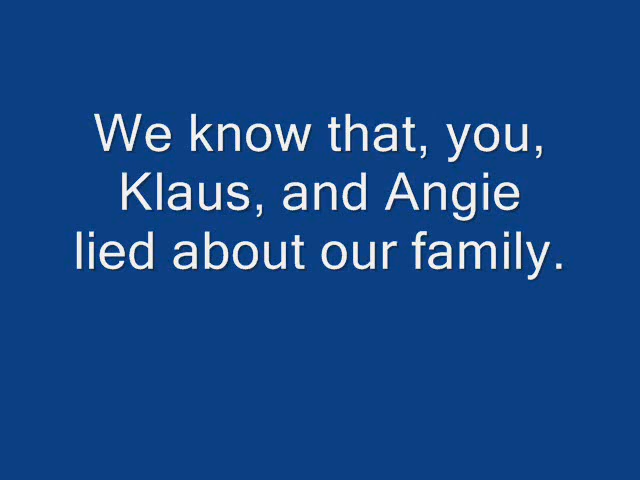 We know that, you,
Klaus, and Angie
lied about our family.